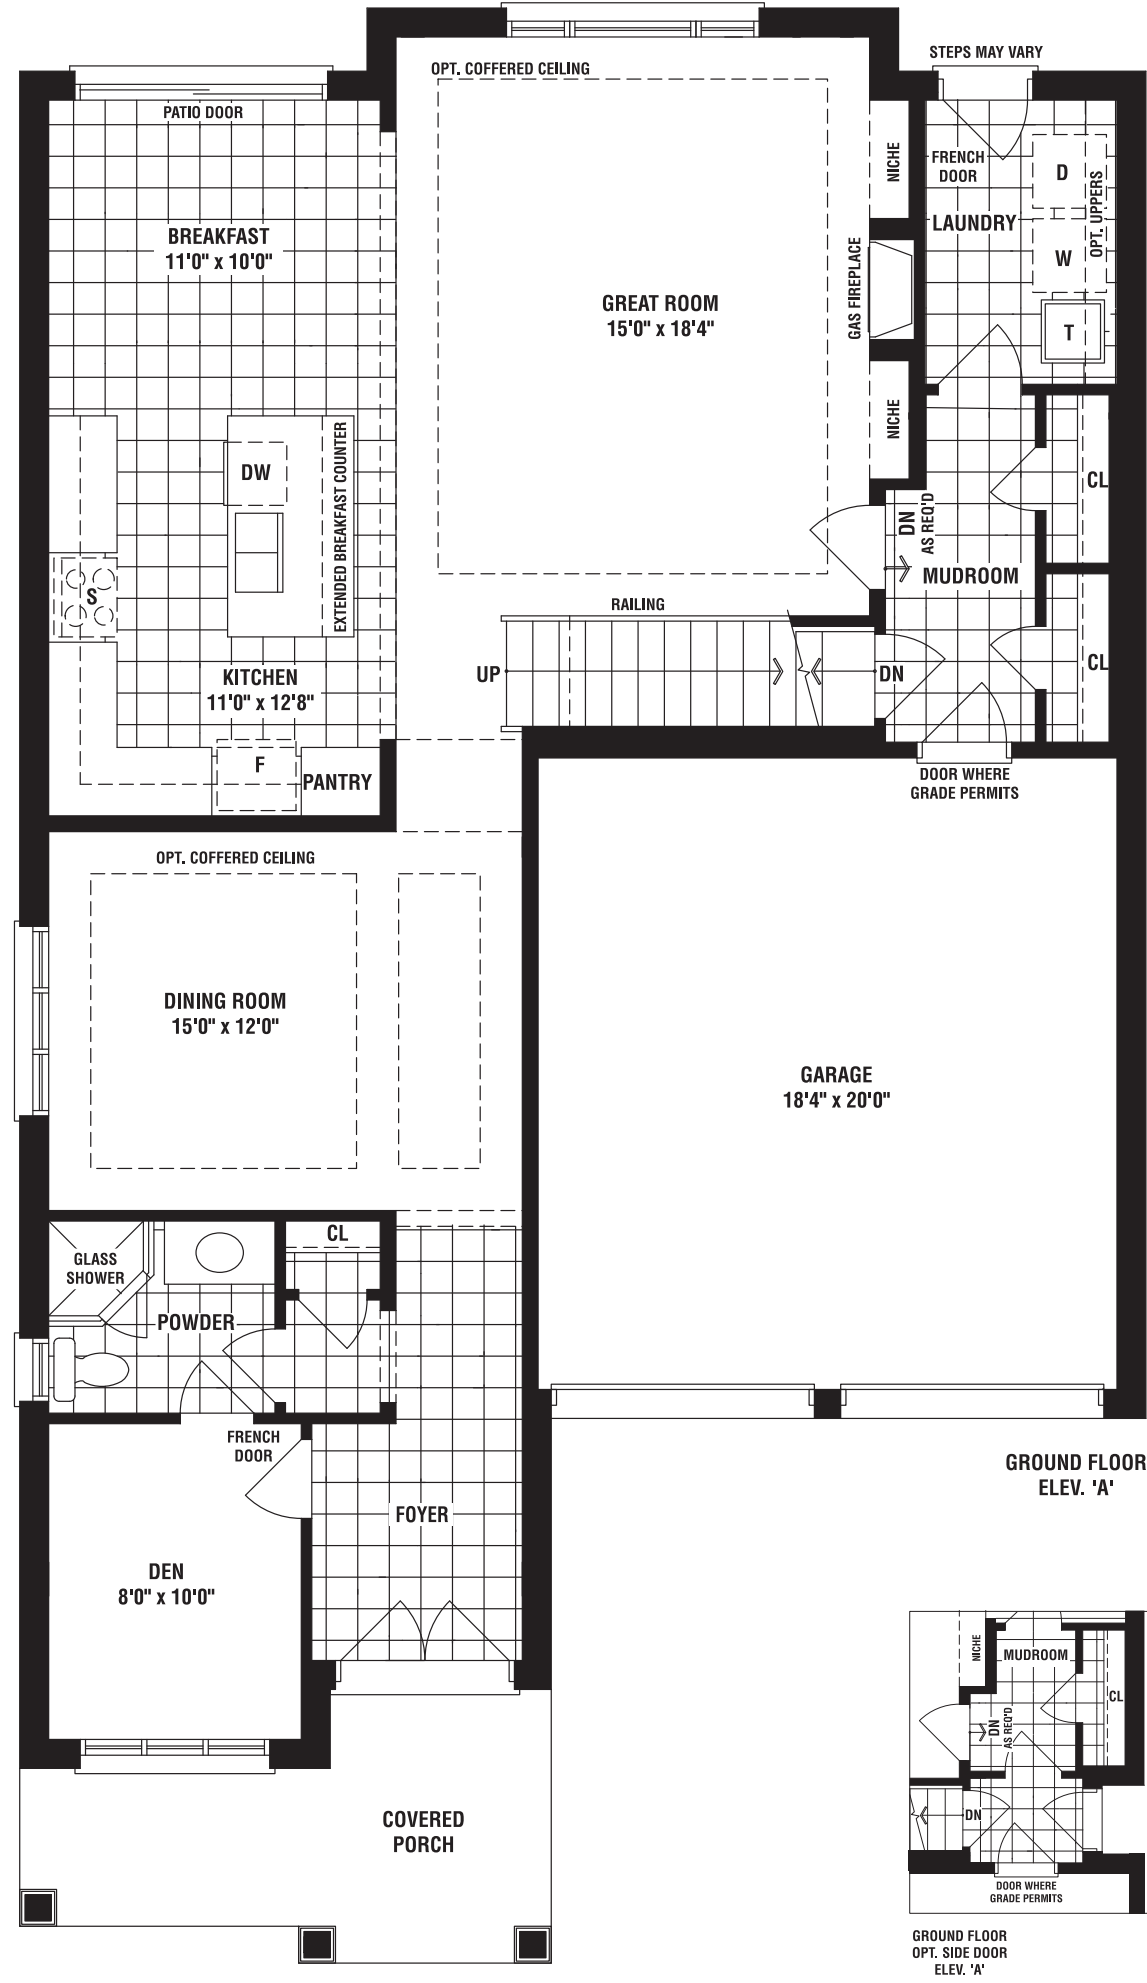 STEPS MAY VARY
OPT. COFFERED CEILING
PATIO DOOR
NICHE
FRENCH
DOOR
D
OPT. UPPERS
LAUNDRY
W
BREAKFAST
11'0" x 10'0"
GREAT ROOM
15'0" x 18'4"
GAS FIREPLACE
T
NICHE
DW
EXTENDED BREAKFAST COUNTER
CL
DN
AS REQ'D
MUDROOM
S
RAILING
UP
DN
CL
KITCHEN
11'0" x 12'8"
F
PANTRY
DOOR WHERE
GRADE PERMITS
OPT. COFFERED CEILING
DINING ROOM
15'0" x 12'0"
GARAGE
18'4" x 20'0"
CL
GLASS
SHOWER
POWDER
FRENCH
DOOR
GROUND FLOOR
ELEV. 'A'
FOYER
DEN
8'0" x 10'0"
COVERED
PORCH
NICHE
MUDROOM
CL
DN
AS REQ'D
DN
DOOR WHERE
GRADE PERMITS
GROUND FLOOR
OPT. SIDE DOOR
ELEV. 'A'